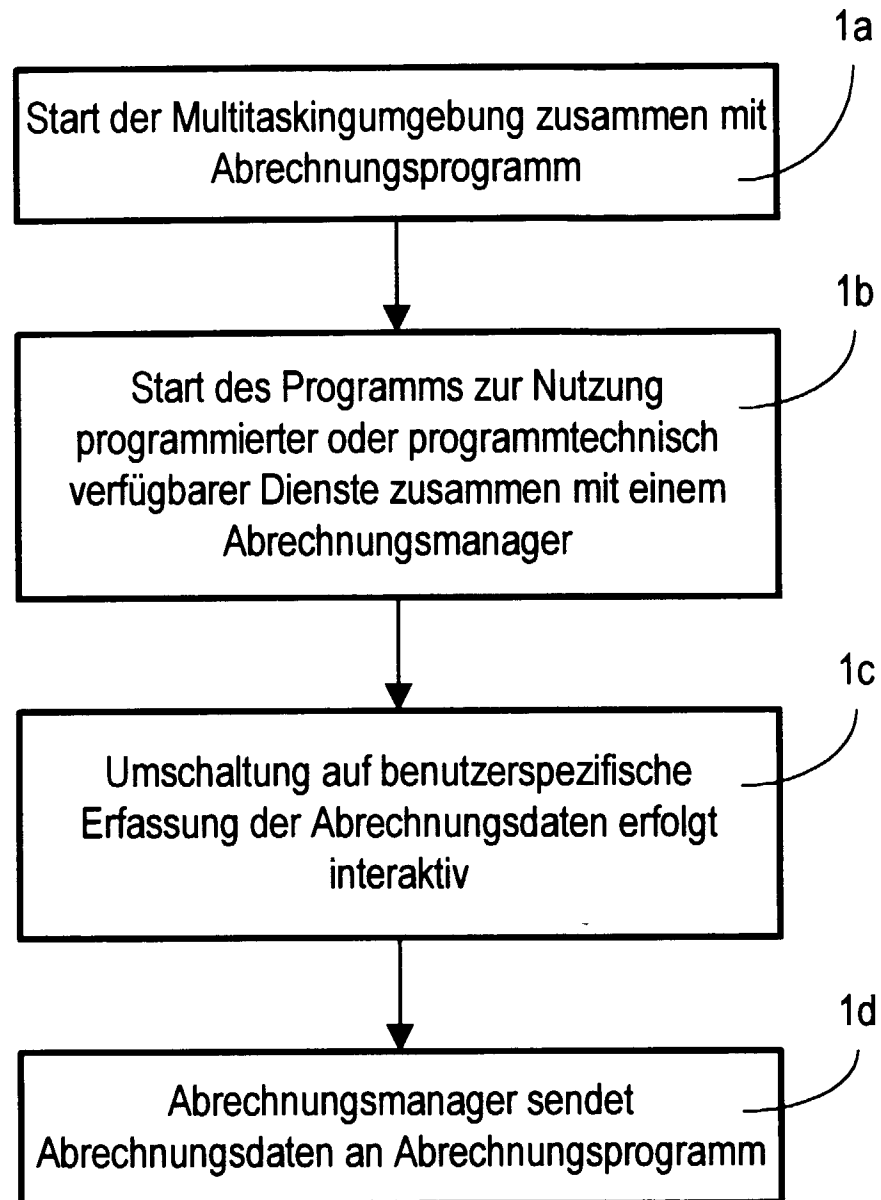 1a
Start der Multitaskingumgebung zusammen mit
Abrechnungsprogramm
1b
Start des Programms zur Nutzung
programmierter oder programmtechnisch
verfügbarer Dienste zusammen mit einem
Abrechnungsmanager
1c
Umschaltung auf benutzerspezifische
Erfassung der Abrechnungsdaten erfolgt
interaktiv
1d
Abrechnungsmanager sendet
Abrechnungsdaten an Abrechnungsprogramm